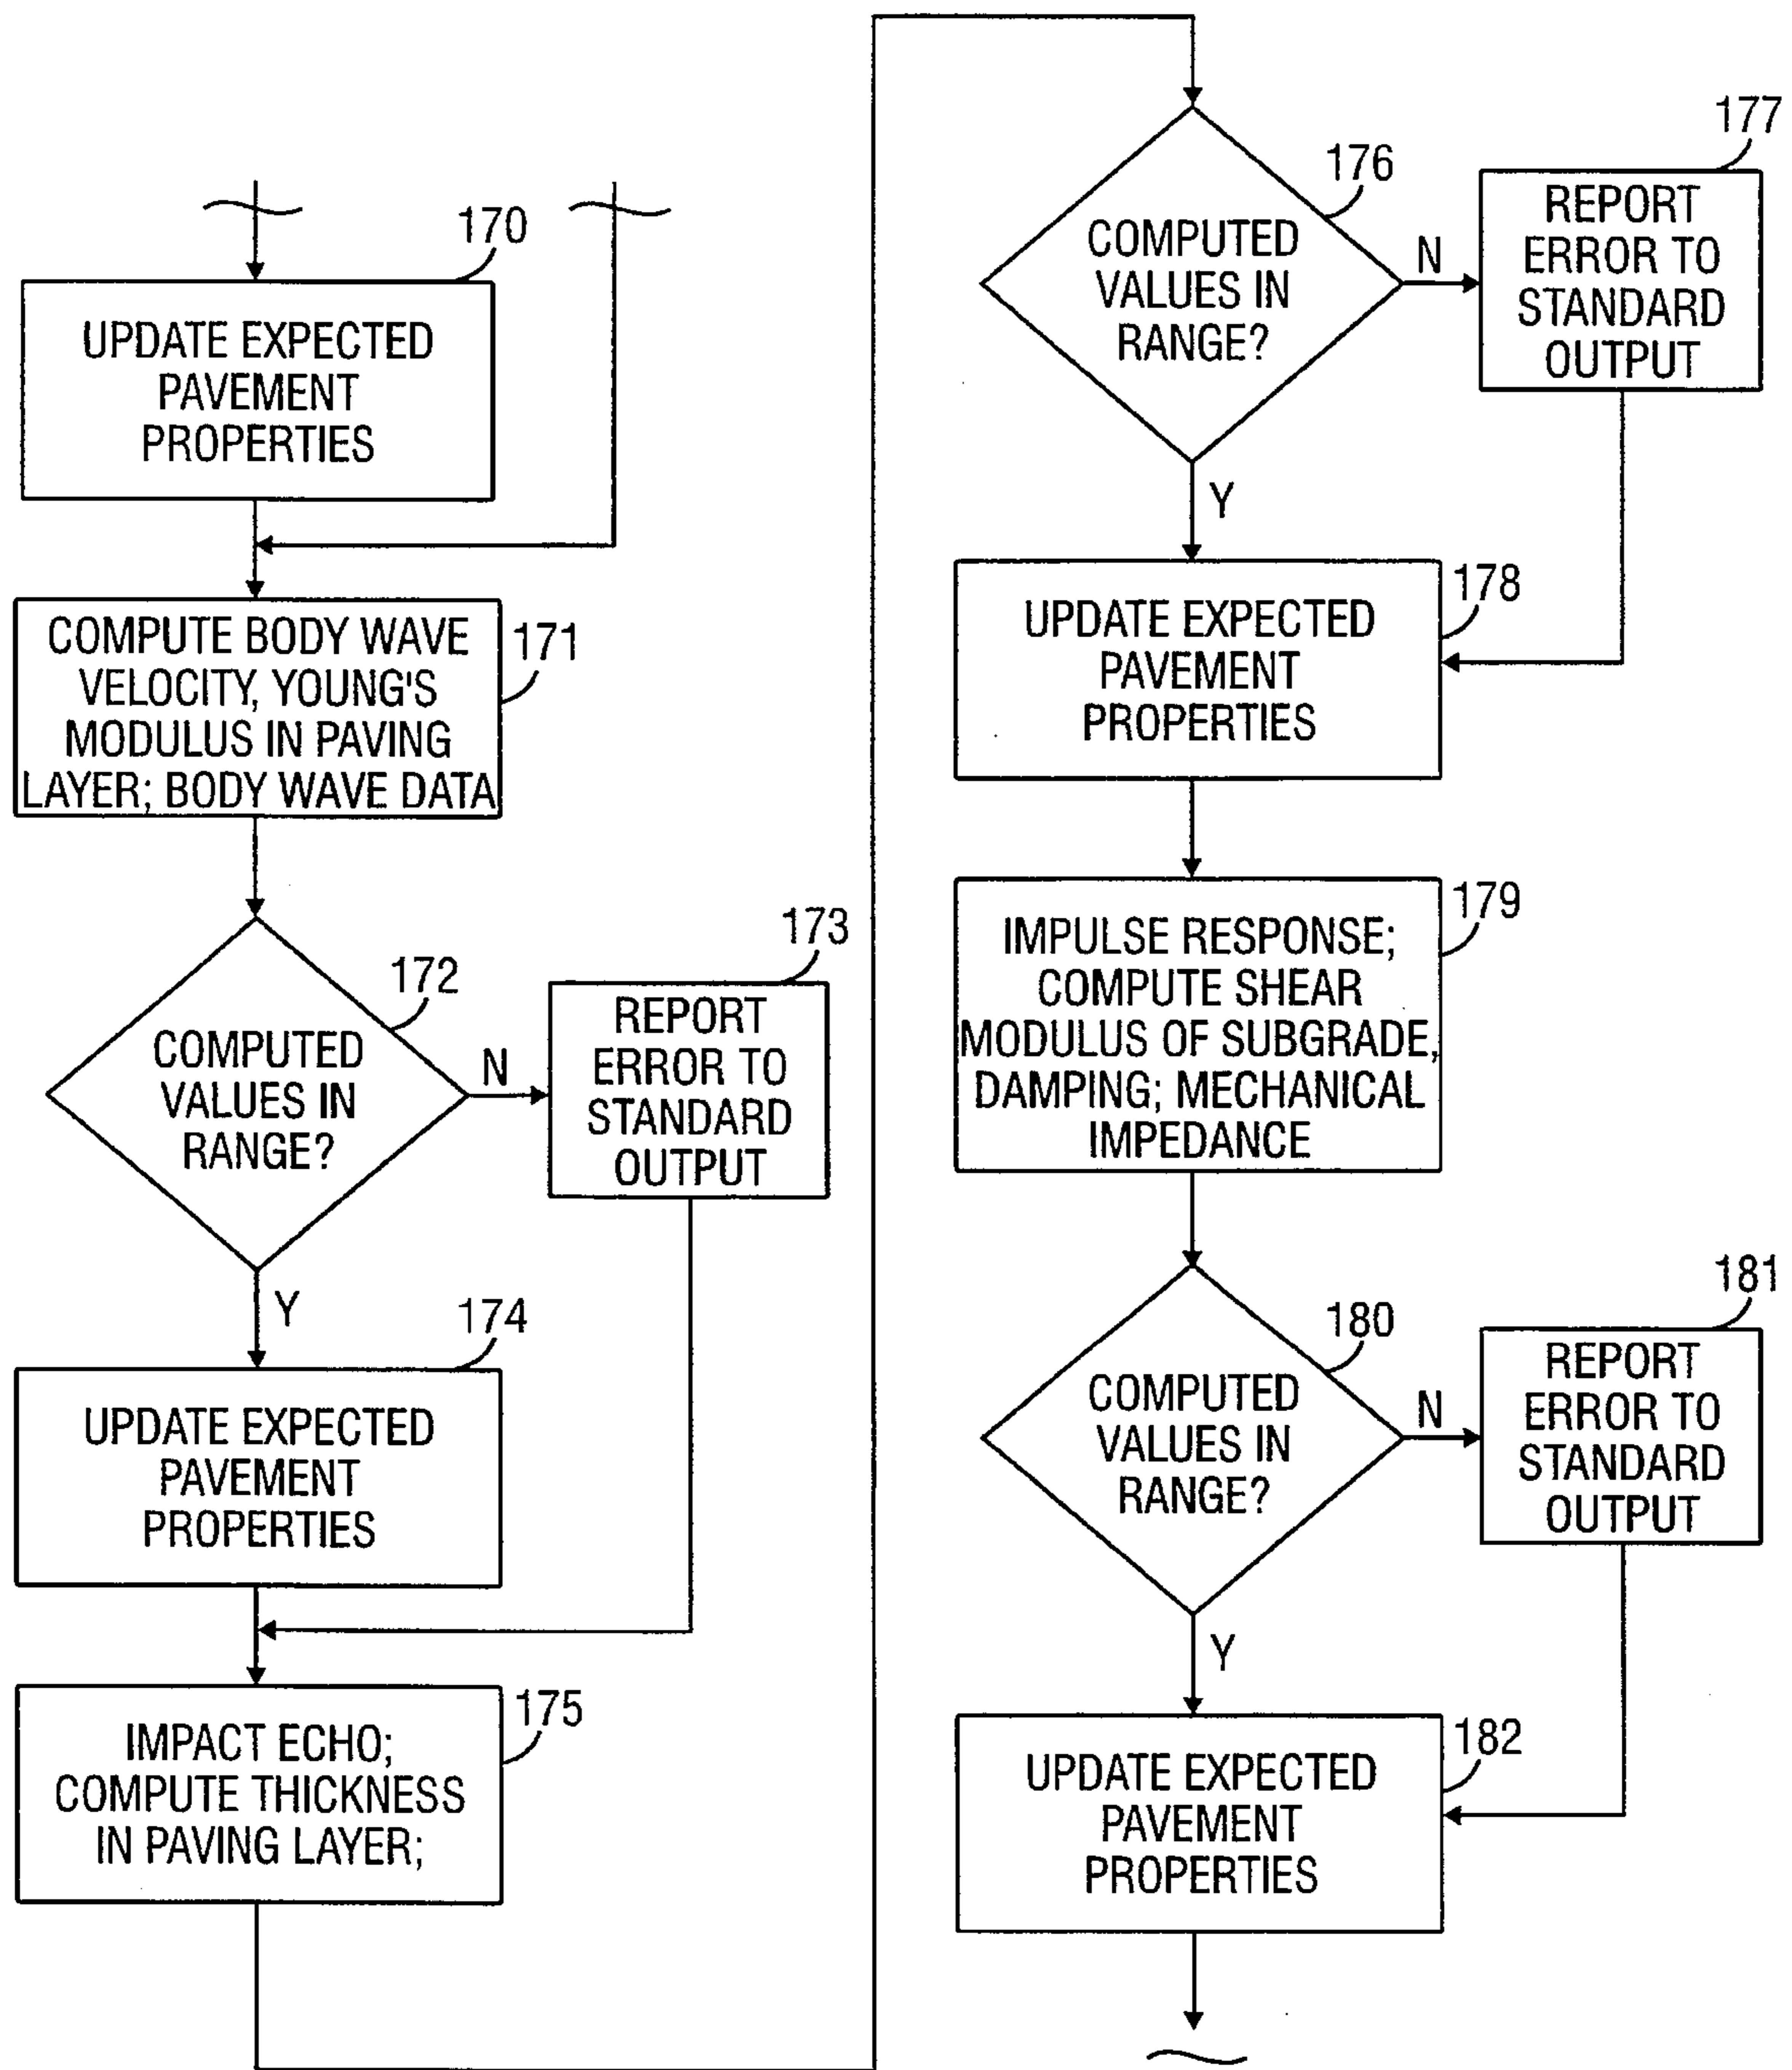 170
UPDATE EXPECTED
PAVEMENT
PROPERTIES
COMPUTE BODY WAVE
VELOCITY, YOUNG'S
MODULUS IN PAVING
LAYER; BODY WAVE DATA
171
172
COMPUTED
VALUES IN
RANGE?
N
Y
173
REPORT
ERROR TO
STANDARD
OUTPUT
174
UPDATE EXPECTED
PAVEMENT
PROPERTIES
175
IMPACT ECHO;
COMPUTE THICKNESS
IN PAVING LAYER;
176
COMPUTED
VALUES IN
RANGE?
N
Y
177
REPORT
ERROR TO
STANDARD
OUTPUT
178
UPDATE EXPECTED
PAVEMENT
PROPERTIES
179
IMPULSE RESPONSE;
COMPUTE SHEAR
MODULUS OF SUBGRADE,
DAMPING; MECHANICAL
IMPEDANCE
180
COMPUTED
VALUES IN
RANGE?
N
Y
181
REPORT
ERROR TO
STANDARD
OUTPUT
182
UPDATE EXPECTED
PAVEMENT
PROPERTIES